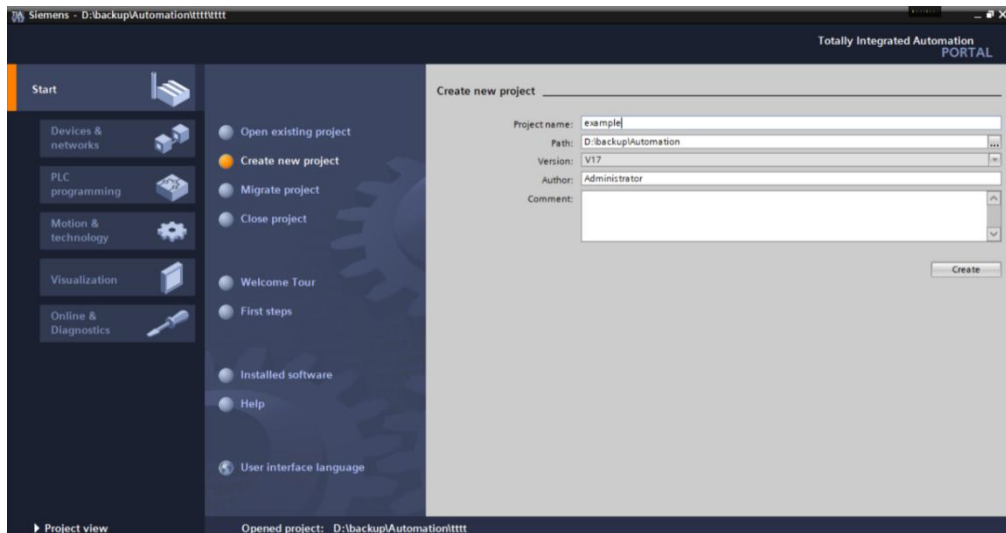 Siemens - D:\backup\Automation\tttt\tttt
Totally Integrated Automation
PORTAL
Start
Devices &
networks
PLC
programming
Motion &
technology
Visualization
Online &
Diagnostics
Open existing project
Create new project
Migrate project
Close project
Welcome Tour
First steps
Installed software
Help
User interface language
Create new project
Project name: example
Path: D:\backup\Automation
...
Version: V17
Author: Administrator
Comment:
Create
Project view
Opened project: D:\backup\Automation\tttt